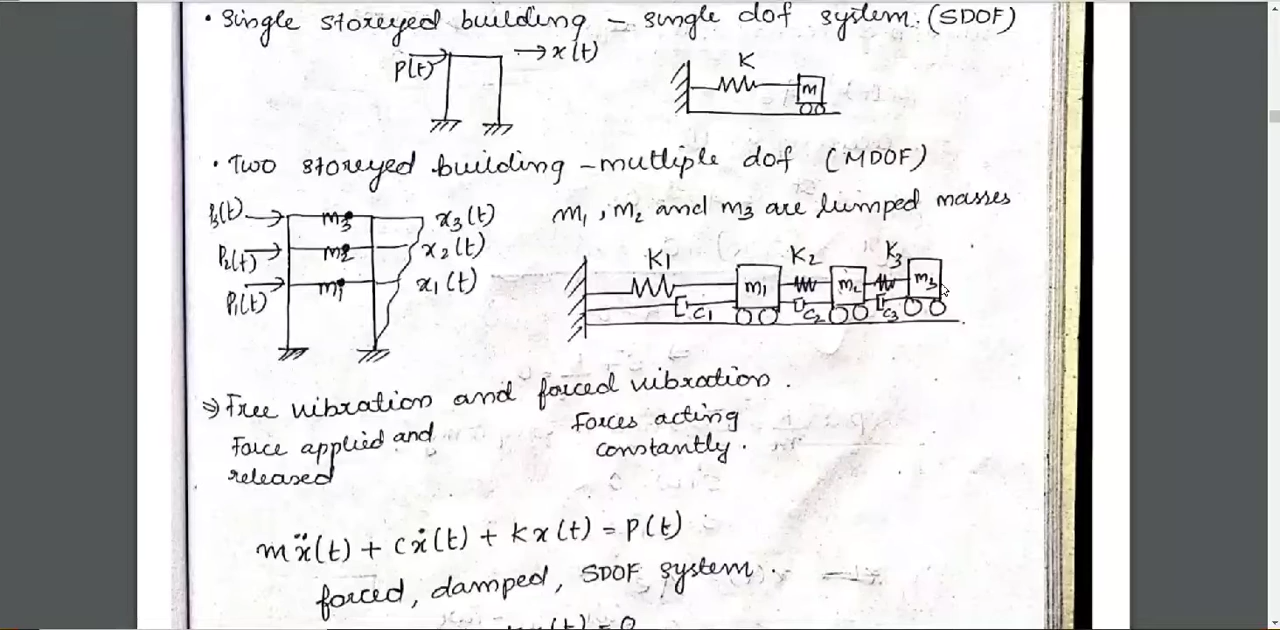 • Single storeyed building – single dof system. (SDOF)
P(t)
x(t)
K
m
• Two storeyed building – multiple dof (MDOF)
m1, m2 and m3 are lumped masses
P3(t)
m3
x3(t)
P2(t)
m2
x2(t)
P1(t)
m1
x1(t)
K1
K2
K3
m1
m2
m3
C1
C2
C3
⇒ Free vibration and forced vibration.
Force applied and
released
Forces acting
constantly.
mẍ(t) + cẋ(t) + kx(t) = P(t)
forced, damped, SDOF system.